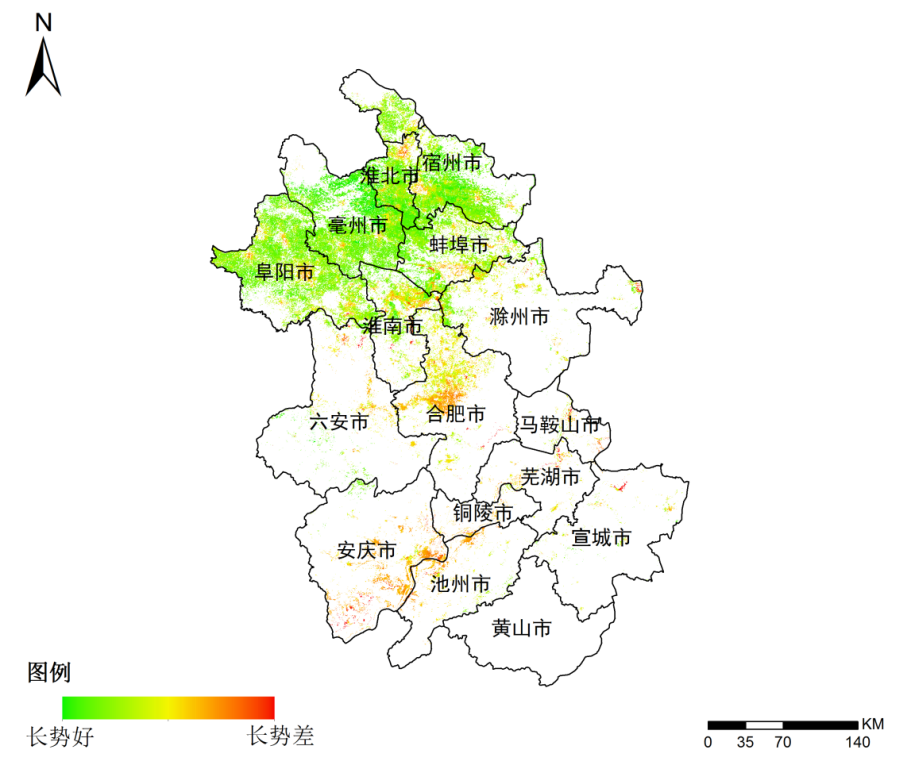 N
宿州市
淮北市
亳州市
蚌埠市
阜阳市
滁州市
淮南市
六安市
合肥市
马鞍山市
芜湖市
铜陵市
宣城市
安庆市
池州市
黄山市
图例
长势好 长势差
KM
0 35 70 140